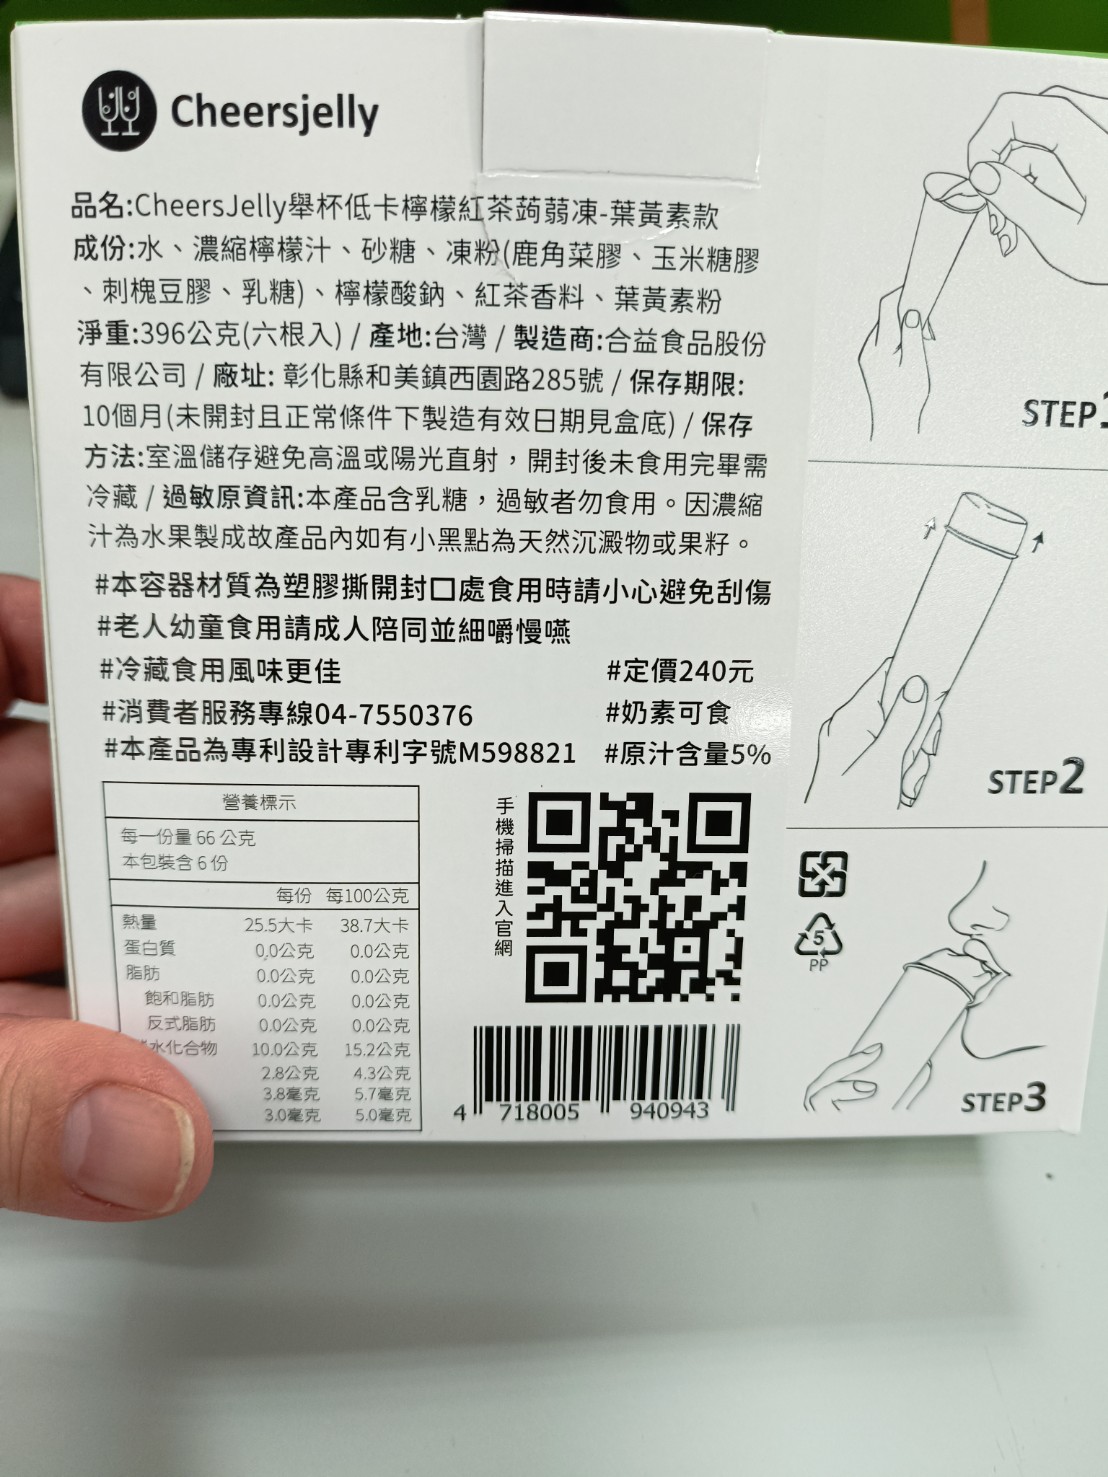 Cheersjelly
品名:CheersJelly舉杯低卡檸檬紅茶蒟蒻凍-葉黃素款
成份:水、濃縮檸檬汁、砂糖、凍粉(鹿角菜膠、玉米糖膠
、刺槐豆膠、乳糖)、檸檬酸鈉、紅茶香料、葉黃素粉
淨重:396公克(六根入) / 產地:台灣 / 製造商:合益食品股份
有限公司 / 廠址: 彰化縣和美鎮西園路285號 / 保存期限:
10個月(未開封且正常條件下製造有效日期見盒底) / 保存
方法:室溫儲存避免高溫或陽光直射，開封後未食用完畢需
冷藏 / 過敏原資訊:本產品含乳糖，過敏者勿食用。因濃縮
汁為水果製成故產品內如有小黑點為天然沉澱物或果籽。
#本容器材質為塑膠撕開封口處食用時請小心避免刮傷
#老人幼童食用請成人陪同並細嚼慢嚥
#冷藏食用風味更佳 #定價240元
#消費者服務專線04-7550376 #奶素可食
#本產品為專利設計專利字號M598821 #原汁含量5%
營養標示
每一份量 66 公克
本包裝含 6 份
每份 每100公克
熱量 25.5大卡 38.7大卡
蛋白質 0.0公克 0.0公克
脂肪 0.0公克 0.0公克
飽和脂肪 0.0公克 0.0公克
反式脂肪 0.0公克 0.0公克
水化合物 10.0公克 15.2公克
2.8公克 4.3公克
3.8毫克 5.7毫克
3.0毫克 5.0毫克
手機掃描進入官網
4 718005 940943
STEP1
STEP2
5
PP
STEP3